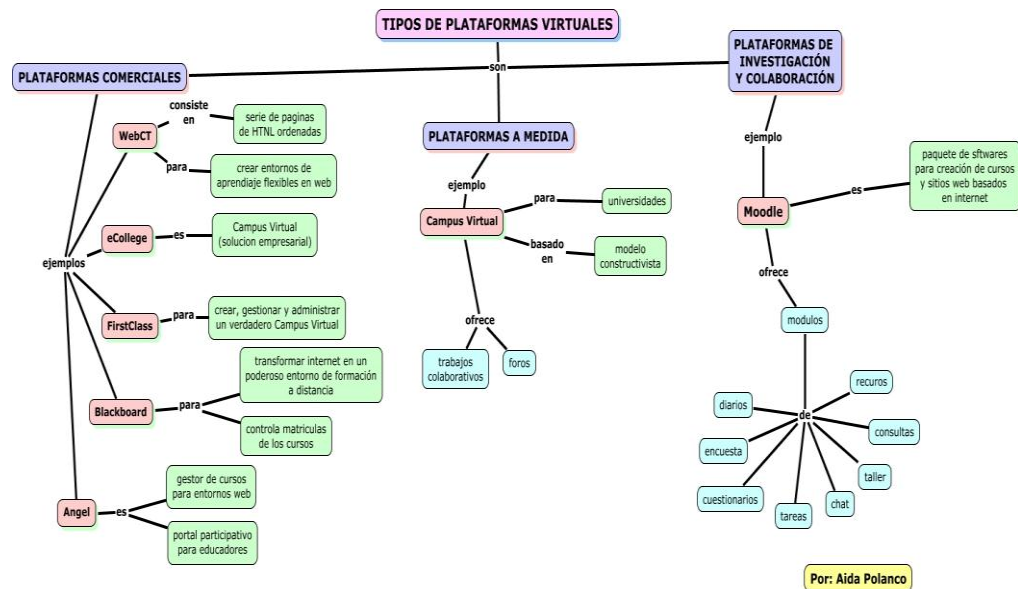 TIPOS DE PLATAFORMAS VIRTUALES
son
PLATAFORMAS COMERCIALES
ejemplos
WebCT
consiste
en
serie de paginas
de HTNL ordenadas
para
crear entornos de
aprendiaje flexibles en web
eCollege
es
Campus Virtual
(solucion empresarial)
FirstClass
para
crear, gestionar y administrar
un verdadero Campus Virtual
Blackboard
para
transformar internet en un
poderoso entorno de formación
a distancia
controla matriculas
de los cursos
Angel
es
gestor de cursos
para entornos web
portal participativo
para educadores
PLATAFORMAS A MEDIDA
ejemplo
Campus Virtual
para
universidades
basado
en
modelo
constructivista
ofrece
trabajos
colaborativos
foros
PLATAFORMAS DE
INVESTIGACIÓN
Y COLABORACIÓN
ejemplo
Moodle
es
paquete de sftwares
para creación de cursos
y sitios web basados
en internet
ofrece
modulos
de
diarios
encuesta
cuestionarios
tareas
chat
taller
consultas
recuros
Por: Aida Polanco